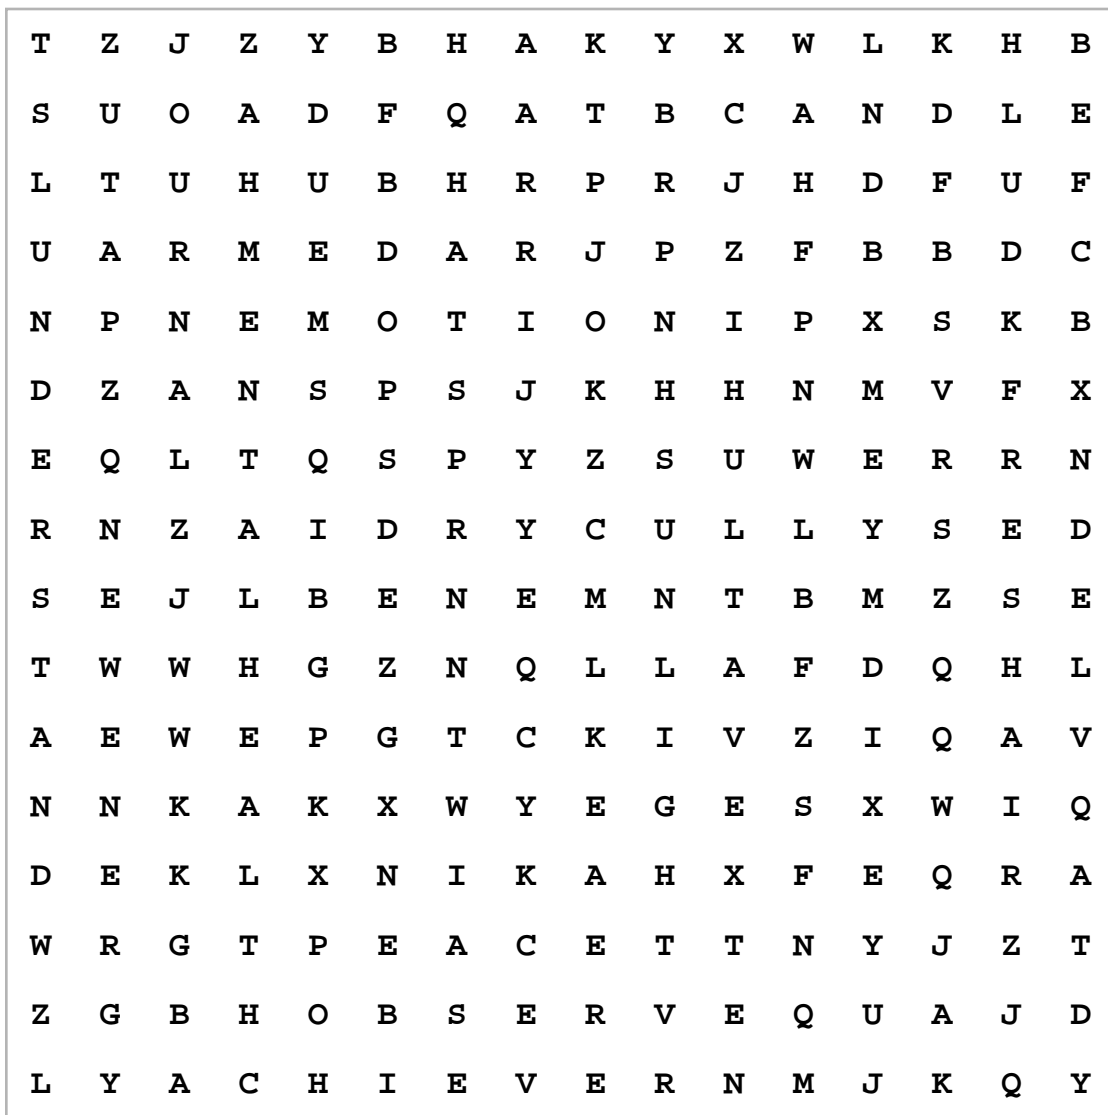 T Z J Z Y B H A K Y X W L K H B
S U O A D F Q A T B C A N D L E
L T U H U B H R P R J H D F U F
U A R M E D A R J P Z F B B D C
N P N E M O T I O N I P X S K B
D Z A N S P S J K H H N M V F X
E Q L T Q S P Y Z S U W E R R N
R N Z A I D R Y C U L L Y S E D
S E J L B E N E M N T B M Z S E
T W W H G Z N Q L L A F D Q H L
A E W E P G T C K I V Z I Q A V
N N K A K X W Y E G E S X W I Q
D E K L X N I K A H X F E Q R A
W R G T P E A C E T T N Y J Z T
Z G B H O B S E R V E Q U A J D
L Y A C H I E V E R N M J K Q Y